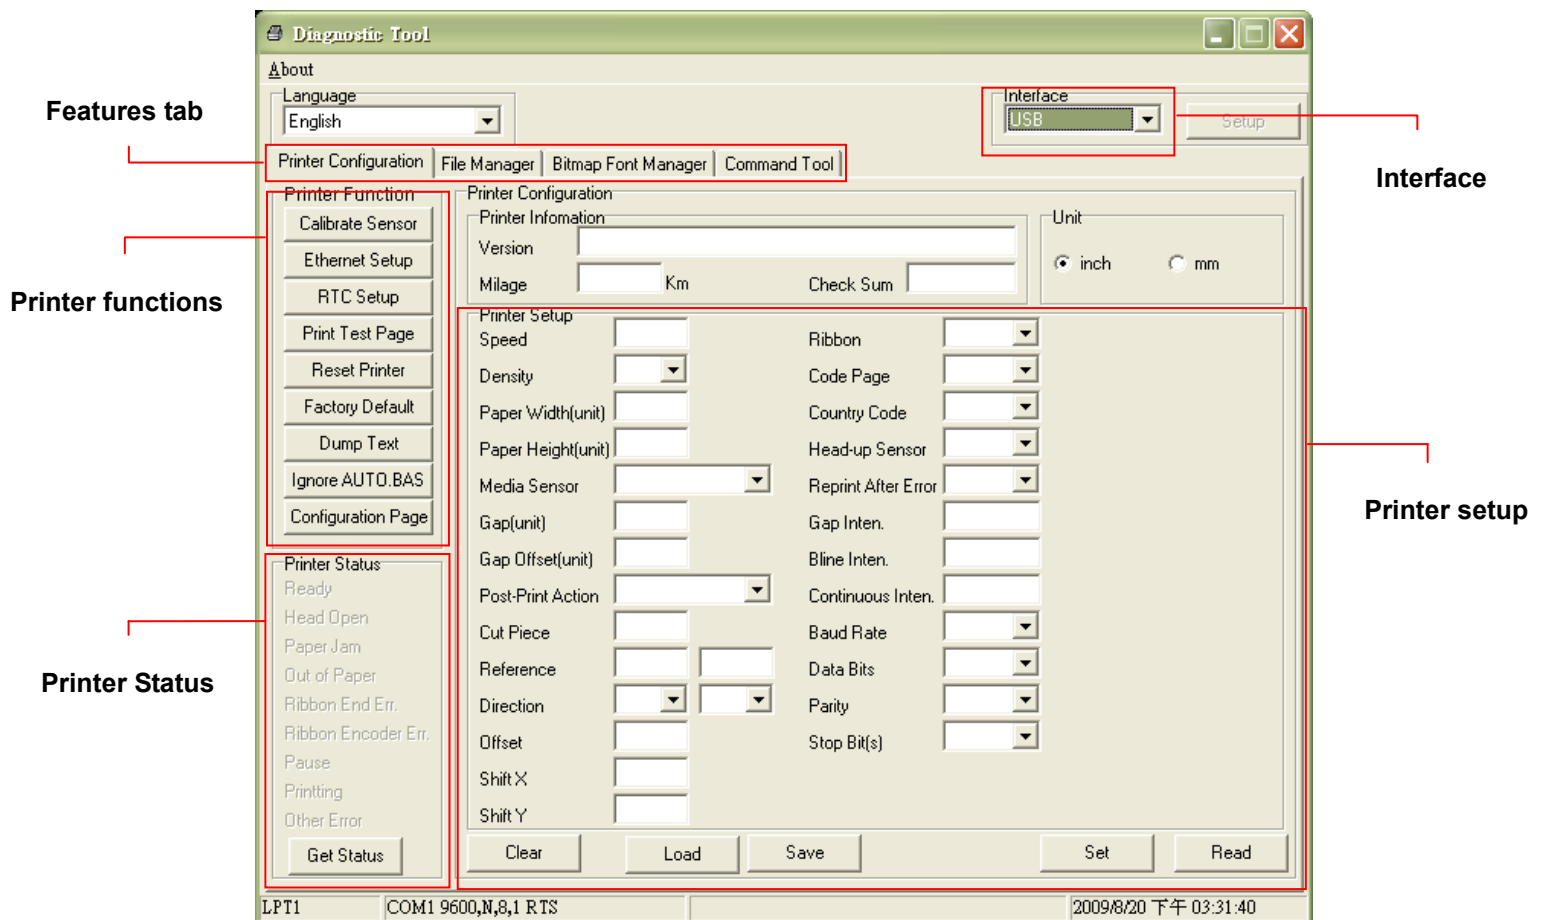 Diagnostic Tool
About
Features tab
Language
English
Interface
USB
Setup
Interface
Printer Configuration
File Manager
Bitmap Font Manager
Command Tool
Printer functions
Printer Function
Calibrate Sensor
Ethernet Setup
RTC Setup
Print Test Page
Reset Printer
Factory Default
Dump Text
Ignore AUTO.BAS
Configuration Page
Printer Configuration
Printer Infomation
Version
Milage
Km
Check Sum
Unit
inch
mm
Printer Setup
Speed
Density
Paper Width(unit)
Paper Height(unit)
Media Sensor
Gap(unit)
Gap Offset(unit)
Post-Print Action
Cut Piece
Reference
Direction
Offset
Shift X
Shift Y
Ribbon
Code Page
Country Code
Head-up Sensor
Reprint After Error
Gap Inten.
Bline Inten.
Continuous Inten.
Baud Rate
Data Bits
Parity
Stop Bit(s)
Printer setup
Printer Status
Printer Status
Ready
Head Open
Paper Jam
Out of Paper
Ribbon End Err.
Ribbon Encoder Err.
Pause
Printting
Other Error
Get Status
Clear
Load
Save
Set
Read
LPT1
COM1 9600,N,8,1 RTS
2009/8/20 下午 03:31:40